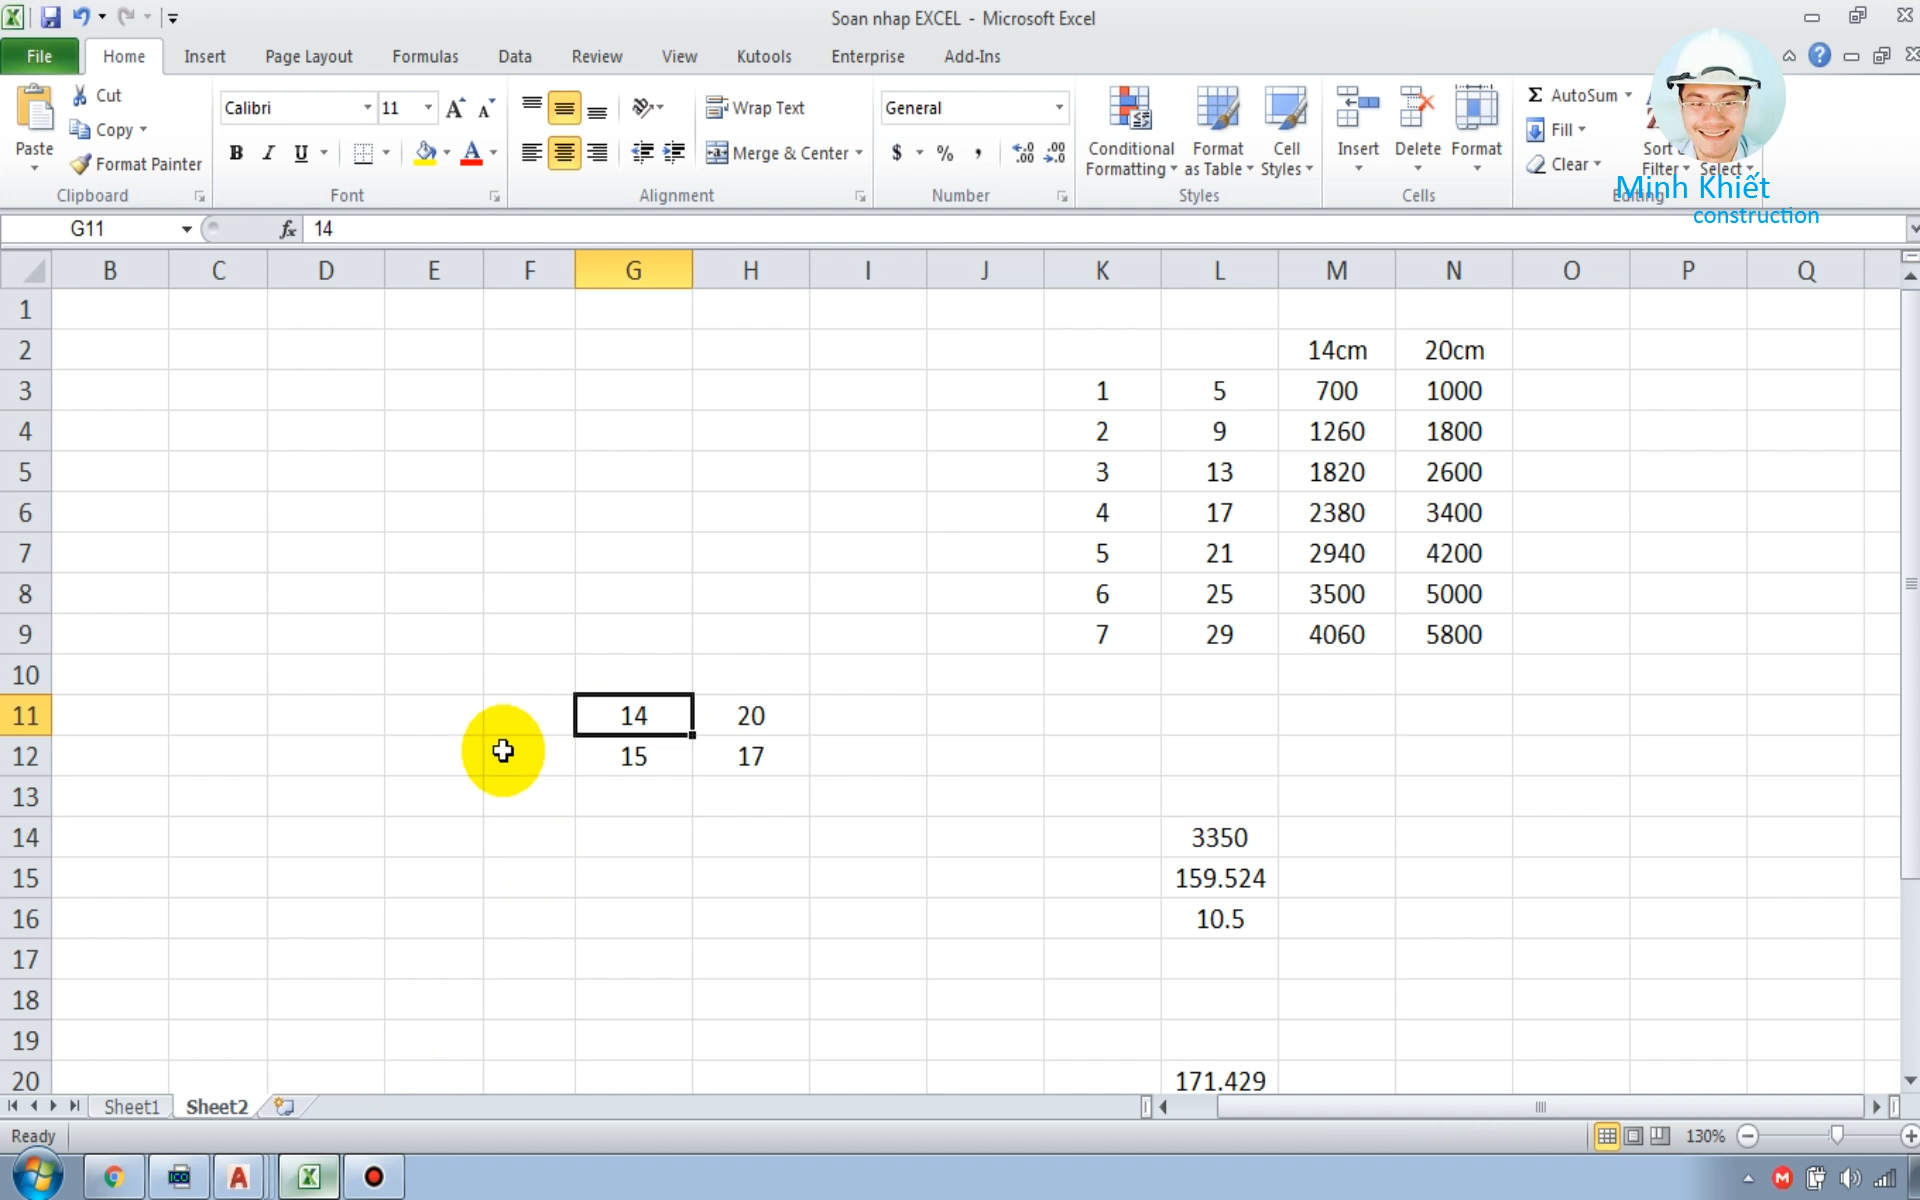 Soan nhap EXCEL - Microsoft Excel
File Home Insert Page Layout Formulas Data Review View Kutools Enterprise Add-Ins
Paste
Cut
Copy
Format Painter
Clipboard
Calibri 11
B I U
Font
Wrap Text
Merge & Center
Alignment
General
$ % ,
Number
Conditional Formatting
Format as Table
Cell Styles
Styles
Insert Delete Format
Cells
Σ AutoSum
Fill
Clear
Sort
Filter
Select
Editing
Minh Khiết
construction
G11 fx 14
B C D E F G H I J K L M N O P Q
1
2 14cm 20cm
3 1 5 700 1000
4 2 9 1260 1800
5 3 13 1820 2600
6 4 17 2380 3400
7 5 21 2940 4200
8 6 25 3500 5000
9 7 29 4060 5800
10
11 14 20
12 15 17
13
14 3350
15 159.524
16 10.5
17
18
19
20 171.429
Sheet1 Sheet2
Ready 130%